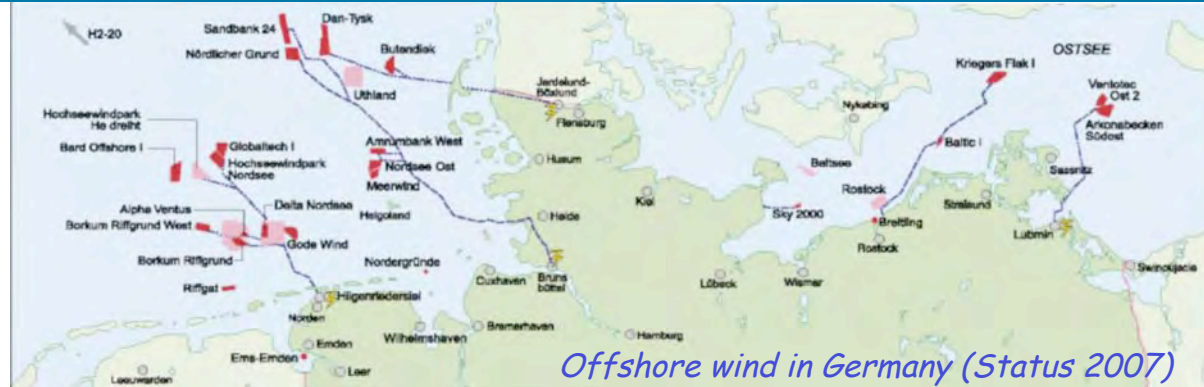 H2-20
Sandbank 24
Dan-Tysk
Nördlicher Grund
Butendiek
Uthland
Jardelund-
Böxlund
Flensburg
OSTSEE
Kriegers Flak I
Ventotec
Ost 2
Arkonabecken
Südost
Nykøbing
Hochseewindpark
He dreiht
Bard Offshore I
Globaltech I
Hochseewindpark
Nordsee
Amrumbank West
Nordsee Ost
Meerwind
Husum
Baltic I
Beltsee
Sassnitz
Alpha Ventus
Delta Nordsee
Helgoland
Heide
Kiel
Rostock
Sky 2000
Stralsund
Borkum Riffgrund West
Gode Wind
Breitling
Rostock
Lubmin
Borkum Riffgrund
Nordergründe
Cuxhaven
Bruns
büttel
Lübeck
Wismar
Swinoujscie
Riffgat
Hilgenriedersiel
Norden
Wilhelmshaven
Bremerhaven
Hamburg
Emden
Ems-Emden
Leer
Leeuwarden
Offshore wind in Germany (Status 2007)